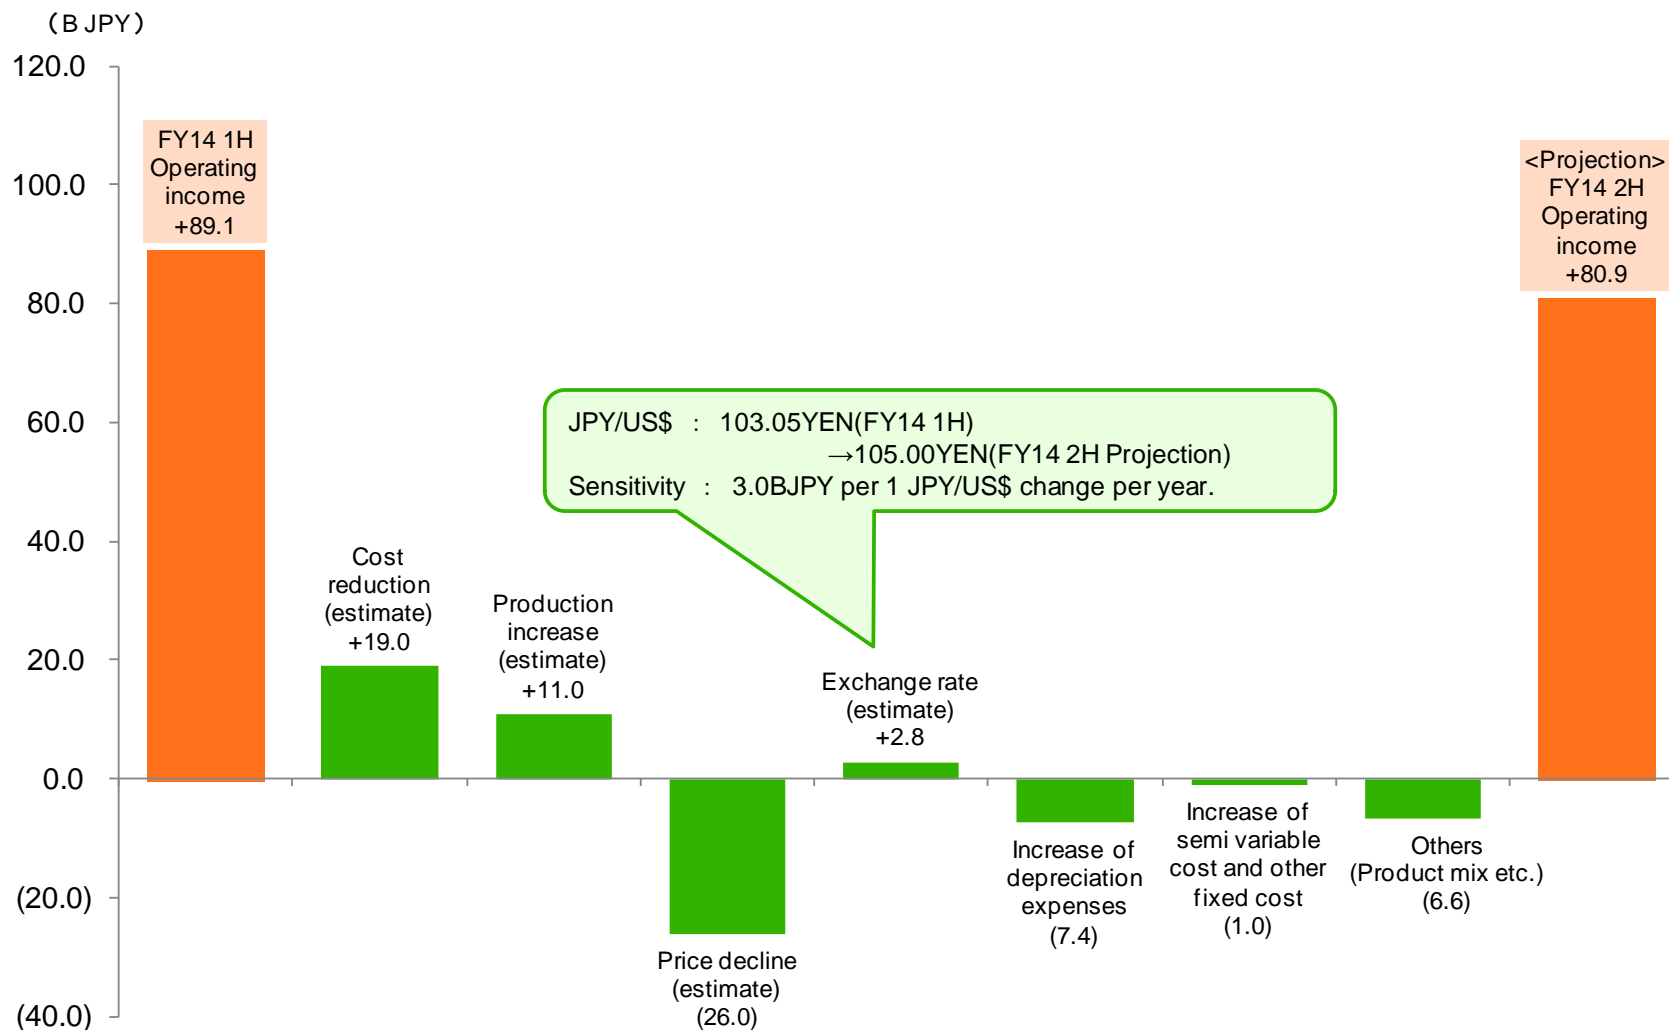 （B JPY）
120.0
100.0
80.0
60.0
40.0
20.0
0.0
(20.0)
(40.0)
FY14 1H
Operating
income
+89.1
Cost
reduction
(estimate)
+19.0
Production
increase
(estimate)
+11.0
Price decline
(estimate)
(26.0)
JPY/US$ ： 103.05YEN(FY14 1H)
→105.00YEN(FY14 2H Projection)
Sensitivity ： 3.0BJPY per 1 JPY/US$ change per year.
Exchange rate
(estimate)
+2.8
Increase of
depreciation
expenses
(7.4)
Increase of
semi variable
cost and other
fixed cost
(1.0)
Others
(Product mix etc.)
(6.6)
<Projection>
FY14 2H
Operating
income
+80.9